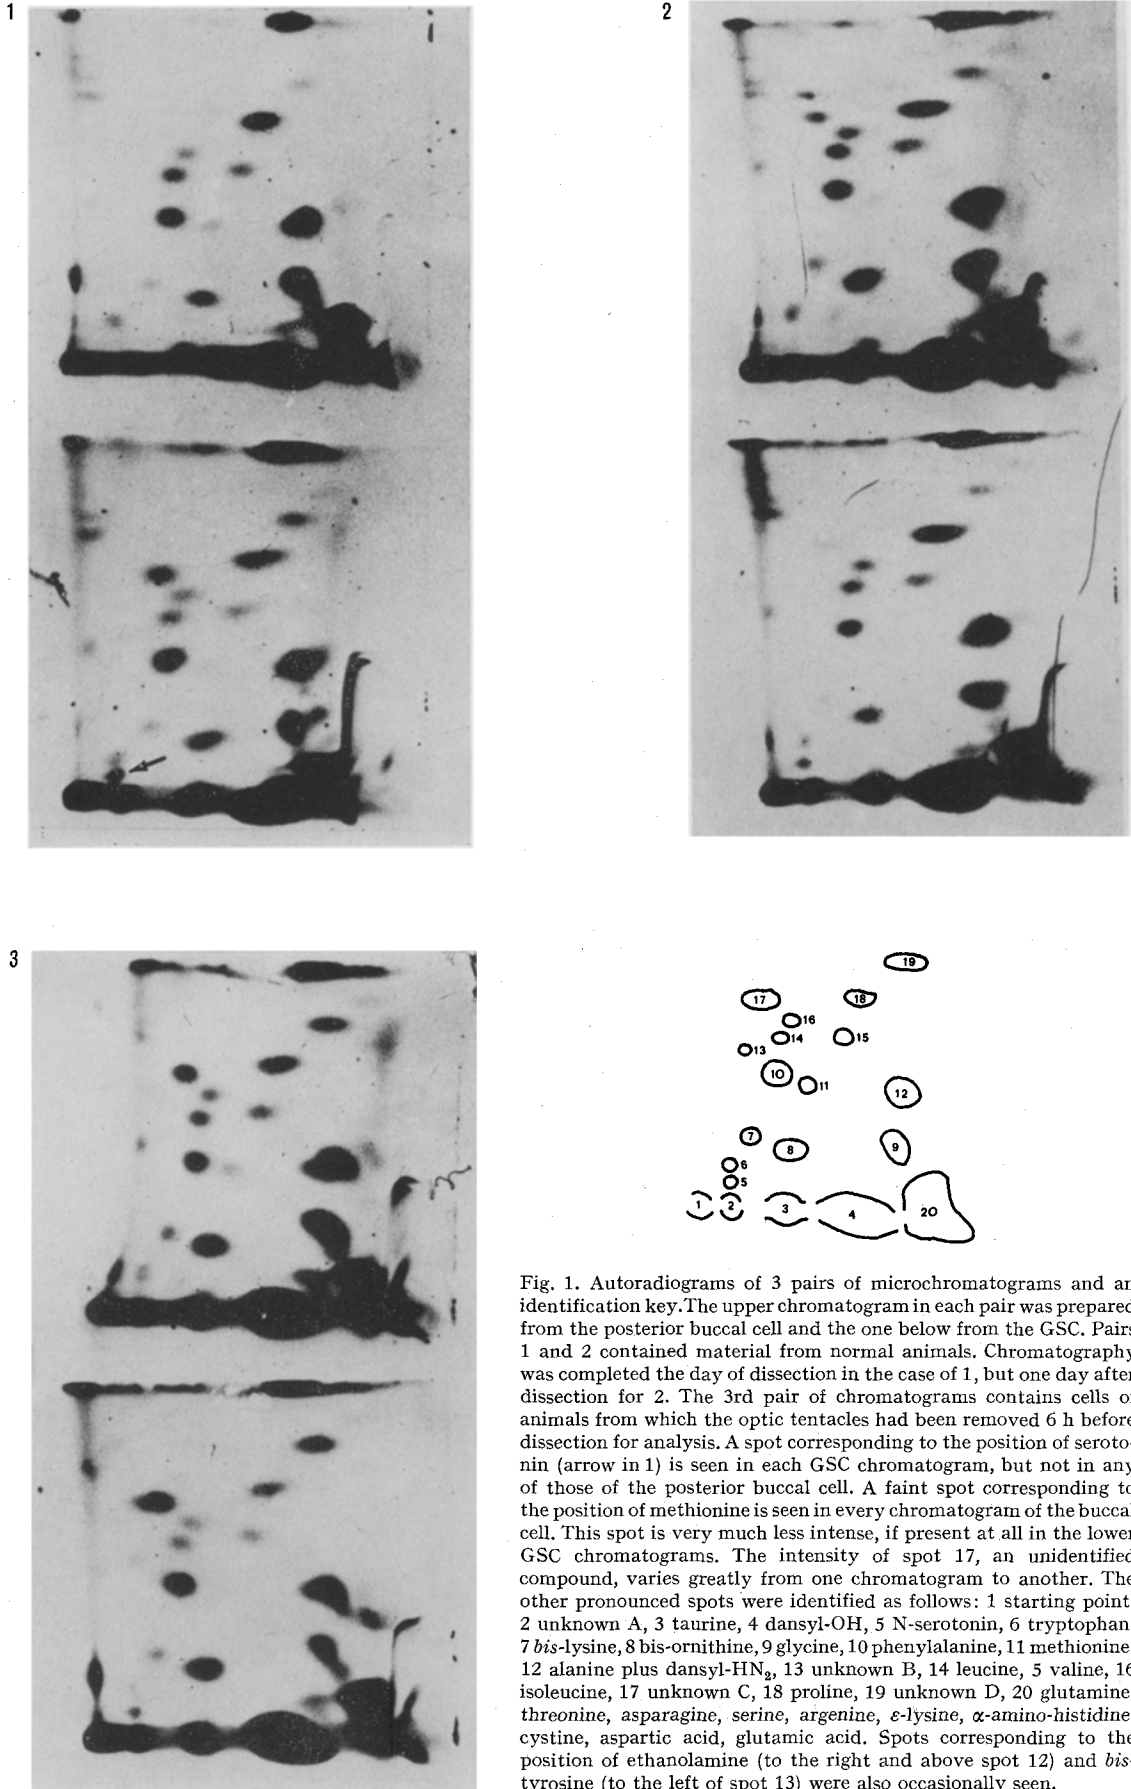 1
2
3
19
17
18
16
14
15
13
10
11
12
7
8
9
6
5
1
2
3
4
20
Fig. 1. Autoradiograms of 3 pairs of microchromatograms and an
identification key.The upper chromatogram in each pair was prepared
from the posterior buccal cell and the one below from the GSC. Pairs
1 and 2 contained material from normal animals. Chromatography
was completed the day of dissection in the case of 1, but one day after
dissection for 2. The 3rd pair of chromatograms contains cells o
animals from which the optic tentacles had been removed 6 h before
dissection for analysis. A spot corresponding to the position of seroto
nin (arrow in 1) is seen in each GSC chromatogram, but not in any
of those of the posterior buccal cell. A faint spot corresponding to
the position of methionine is seen in every chromatogram of the bucca
cell. This spot is very much less intense, if present at all in the lower
GSC chromatograms. The intensity of spot 17, an unidentified
compound, varies greatly from one chromatogram to another. The
other pronounced spots were identified as follows: 1 starting point
2 unknown A, 3 taurine, 4 dansyl-OH, 5 N-serotonin, 6 tryptophan
7 bis-lysine, 8 bis-ornithine, 9 glycine, 10 phenylalanine, 11 methionine
12 alanine plus dansyl-HN₂, 13 unknown B, 14 leucine, 5 valine, 16
isoleucine, 17 unknown C, 18 proline, 19 unknown D, 20 glutamine
threonine, asparagine, serine, argenine, ε-lysine, α-amino-histidine
cystine, aspartic acid, glutamic acid. Spots corresponding to the
position of ethanolamine (to the right and above spot 12) and bis-
tyrosine (to the left of spot 13) were also occasionally seen.